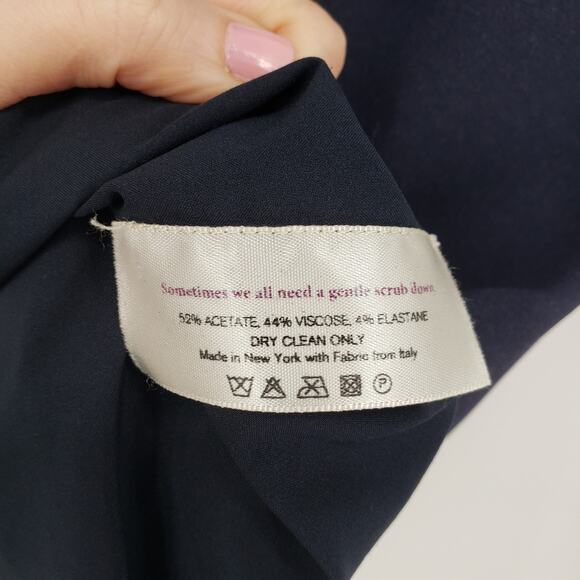 Sometimes we all need a gentle scrub down.
52% ACETATE, 44% VISCOSE, 4% ELASTANE
DRY CLEAN ONLY
Made in New York with Fabric from Italy
P